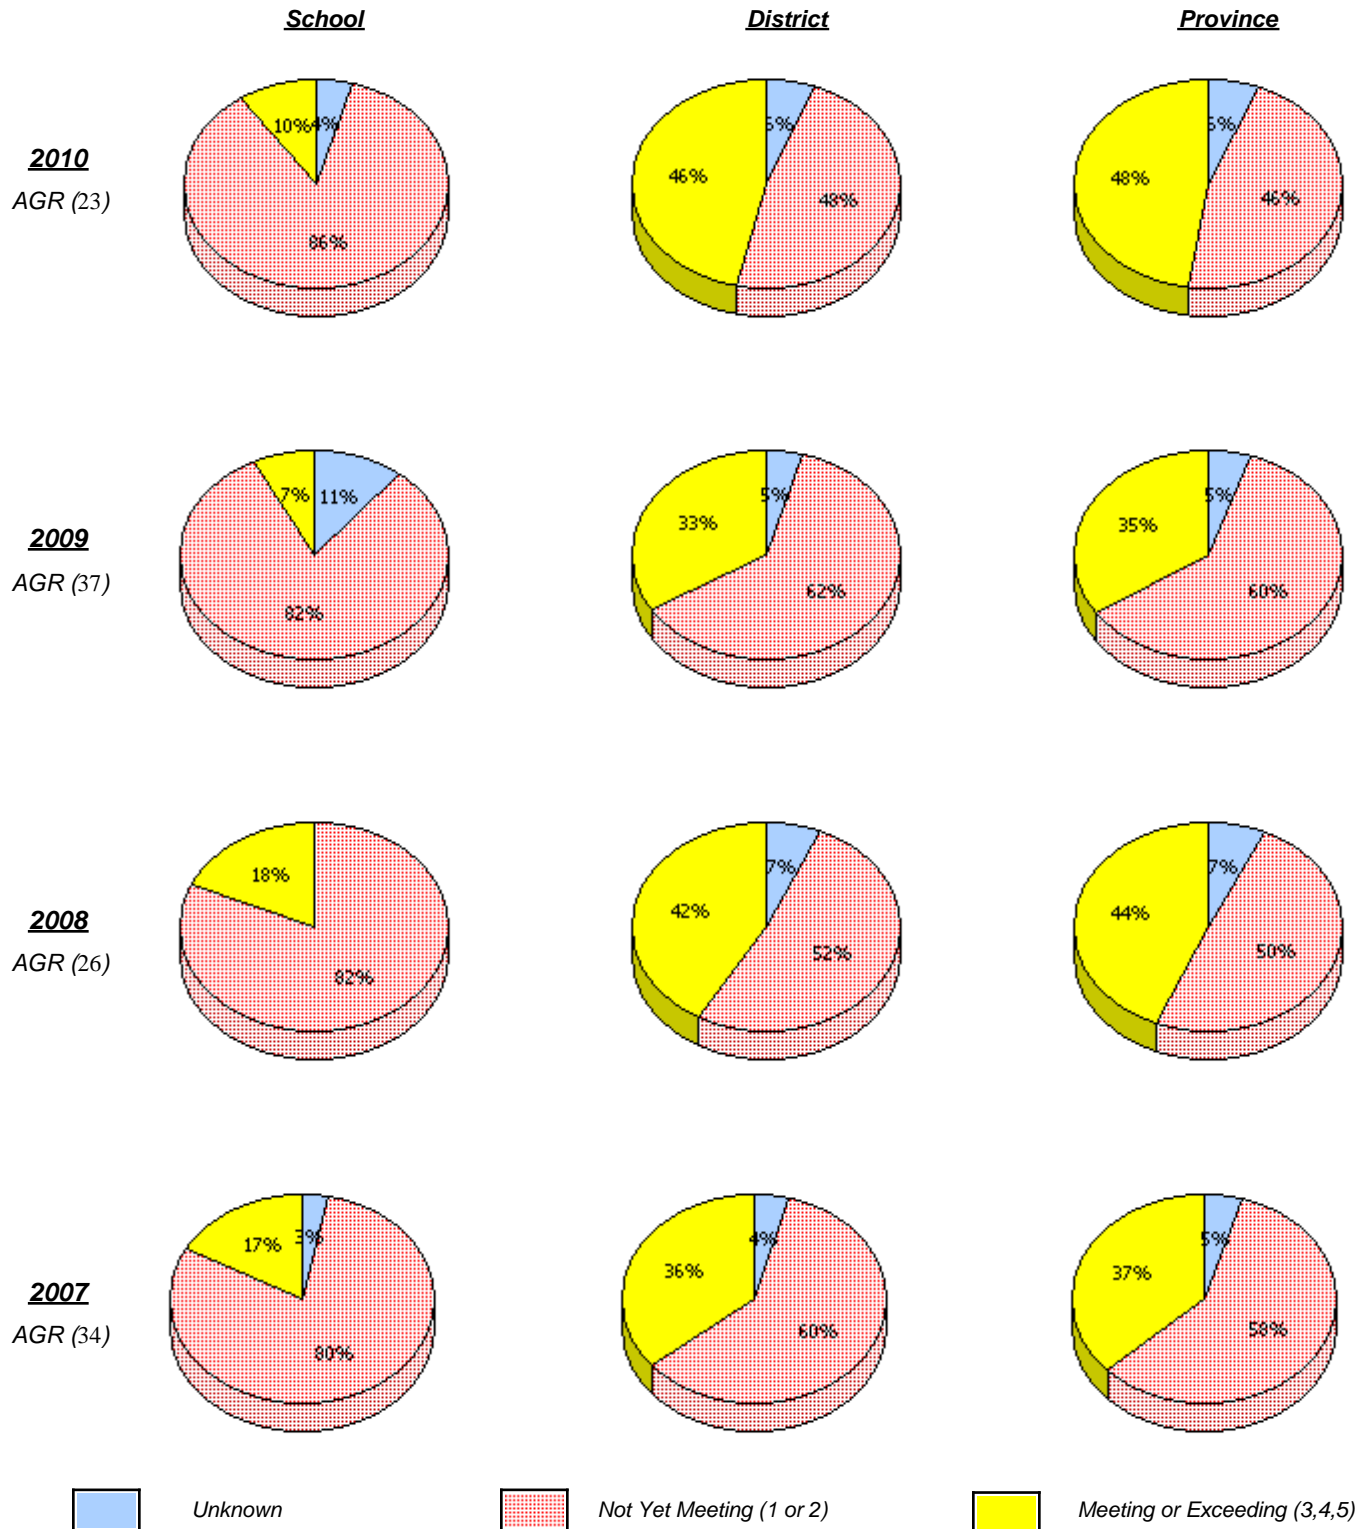 School District Province
10% 4% 6% 6%
2010 46% 48% 48% 46%
AGR (23)
86%
7% 11% 5% 5%
33% 35%
2009
AGR (37) 62% 60%
82%
7% 7%
18% 42% 44%
2008
AGR (26) 82% 52% 50%
17% 3% 4% 5%
36% 37%
2007
AGR (34) 80% 60% 58%
Unknown Not Yet Meeting (1 or 2) Meeting or Exceeding (3,4,5)